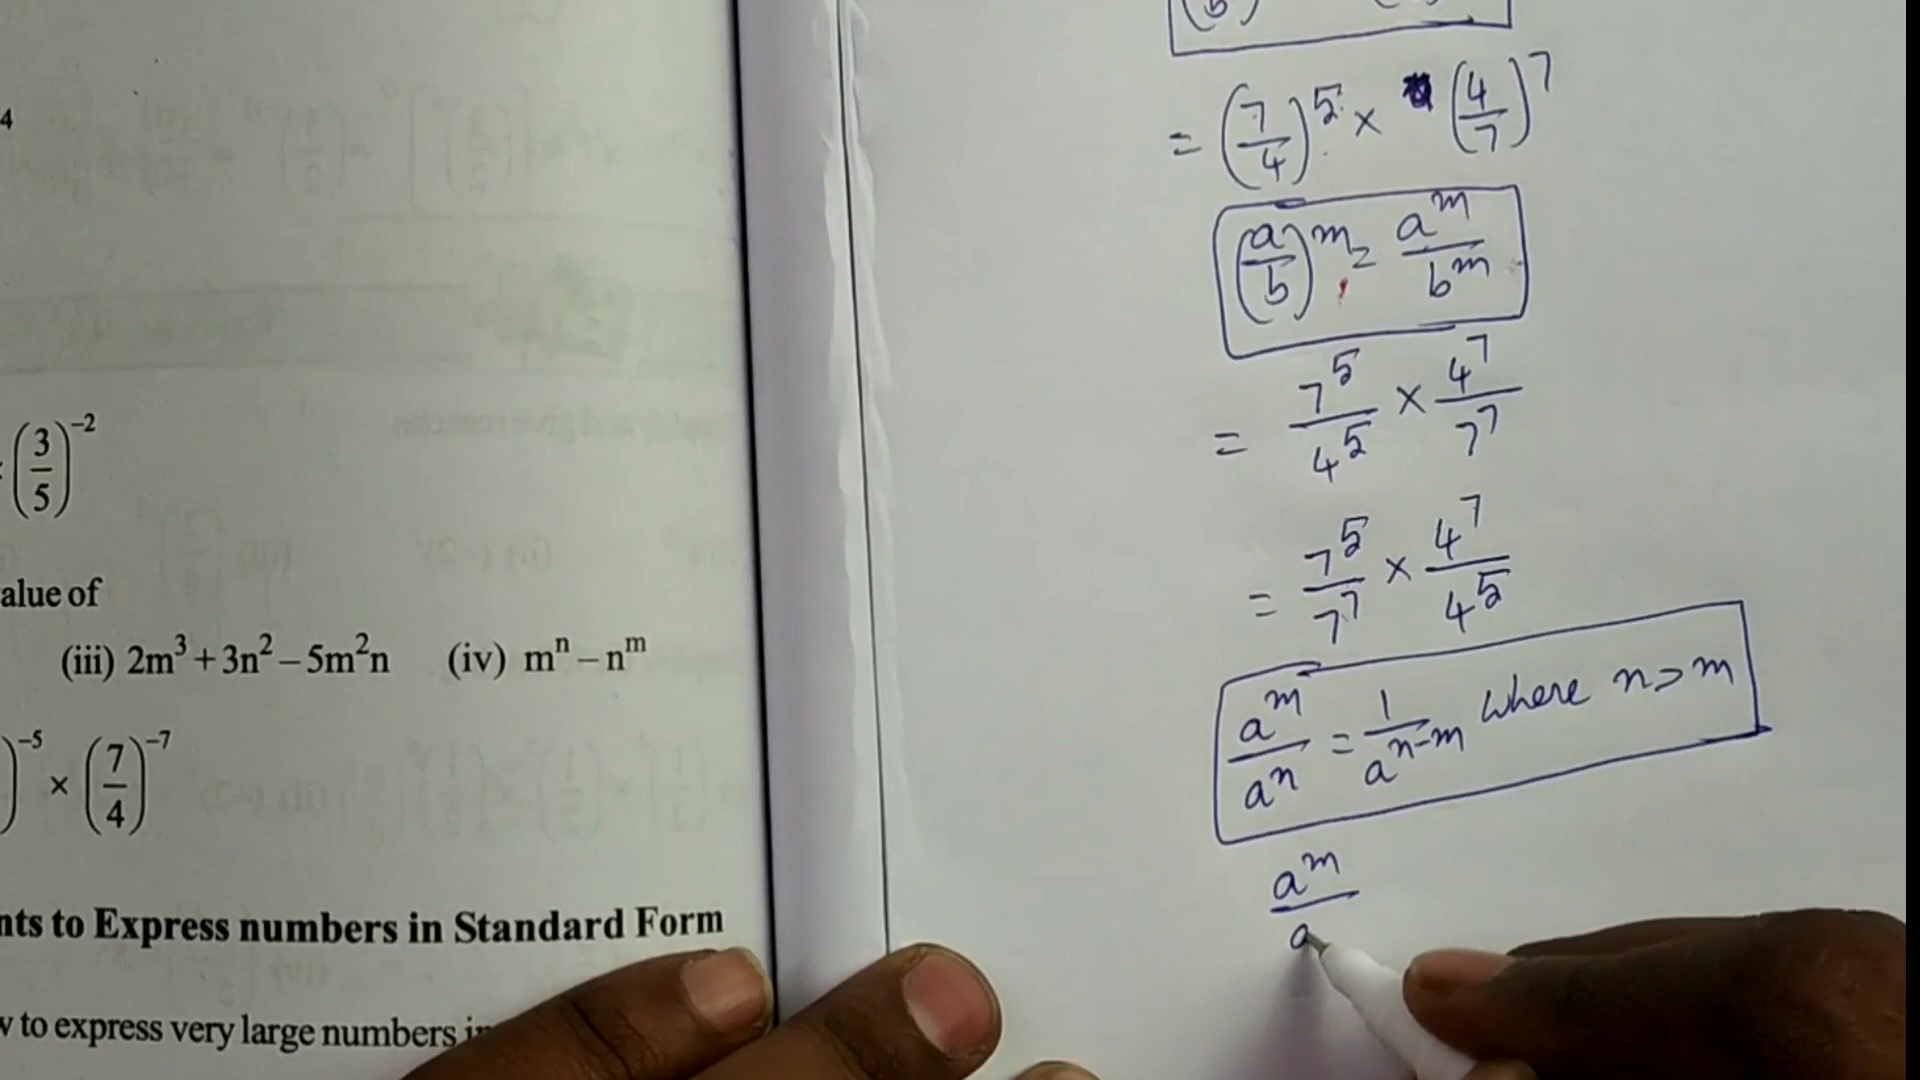 4
(3/5)^-2
alue of
(iii) 2m³ + 3n² – 5m²n (iv) mⁿ – nᵐ
)^-5 × (7/4)^-7
nts to Express numbers in Standard Form
to express very large numbers
= (7/4)^5 × (4/7)^7
(a/b)^m = a^m/b^m
= 7^5/4^5 × 4^7/7^7
= 7^5/7^7 × 4^7/4^5
a^m/a^n = 1/a^(n-m) where n > m
a^m/a